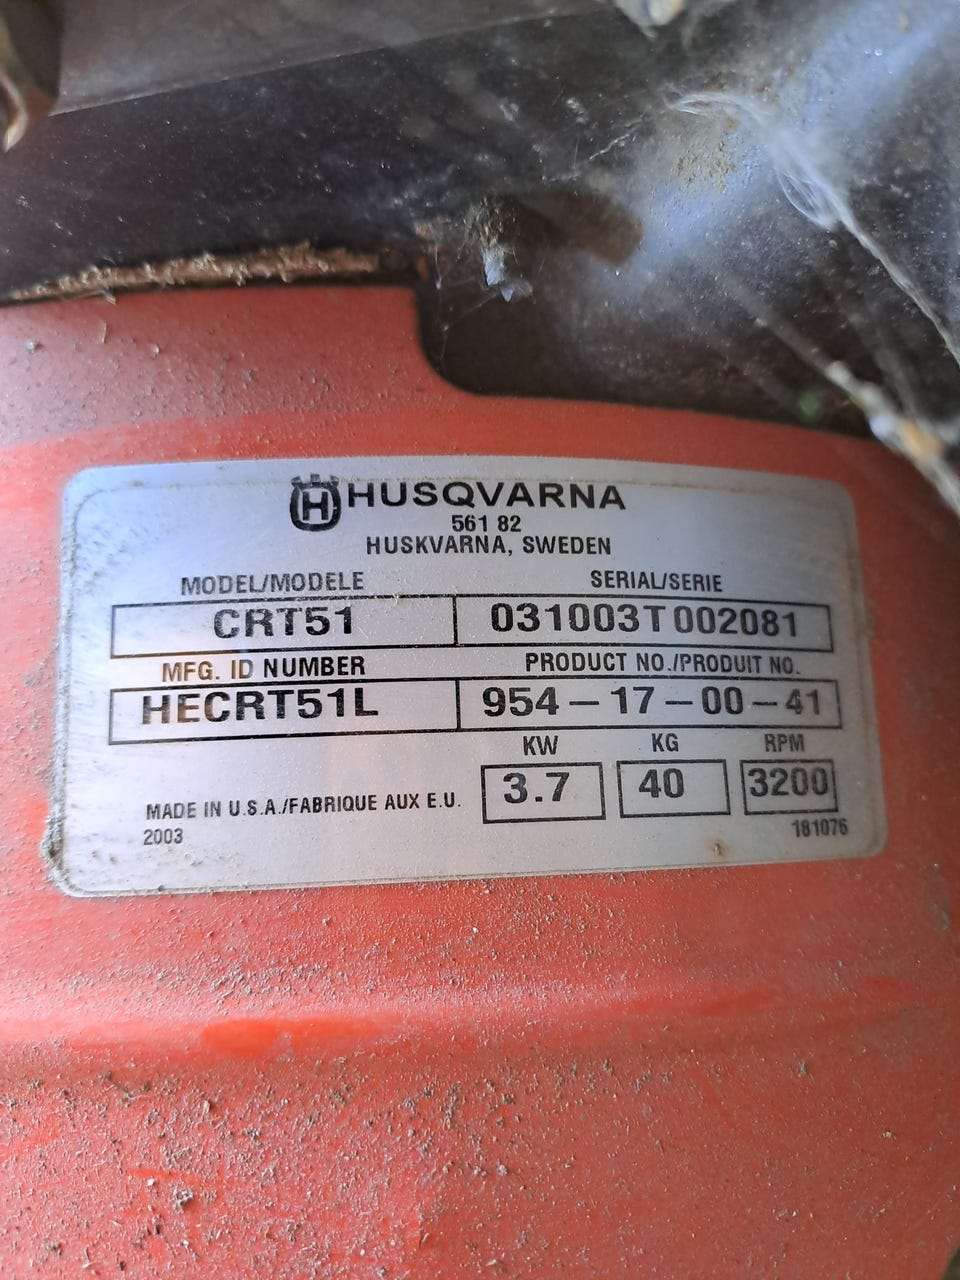 HUSQVARNA
561 82
HUSKVARNA, SWEDEN
MODEL/MODELE SERIAL/SERIE
CRT51 031003T002081
MFG. ID NUMBER PRODUCT NO./PRODUIT NO.
HECRT51L 954-17-00-41
KW KG RPM
3.7 40 3200
MADE IN U.S.A./FABRIQUE AUX E.U.
2003 181076